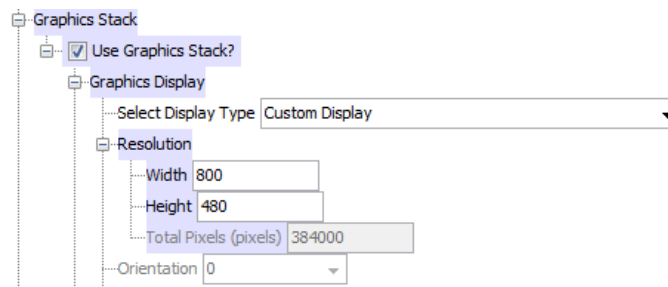 Graphics Stack
Use Graphics Stack?
Graphics Display
Select Display Type Custom Display
Resolution
Width 800
Height 480
Total Pixels (pixels) 384000
Orientation 0